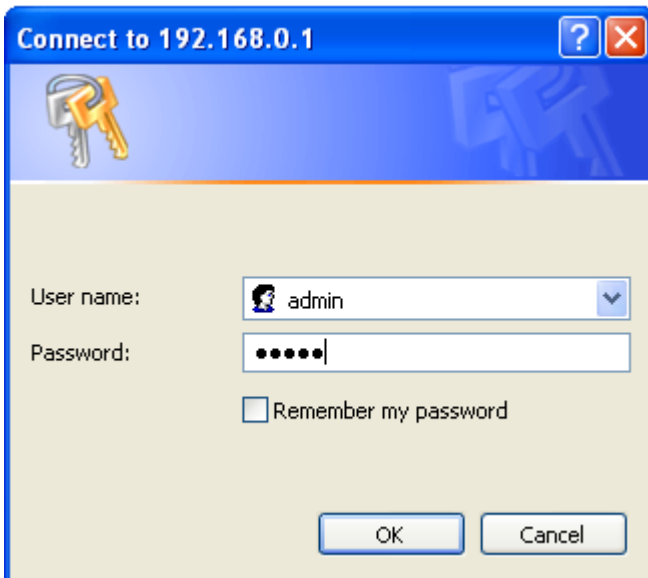 Connect to 192.168.0.1
User name: admin
Password: •••••
Remember my password
OK Cancel